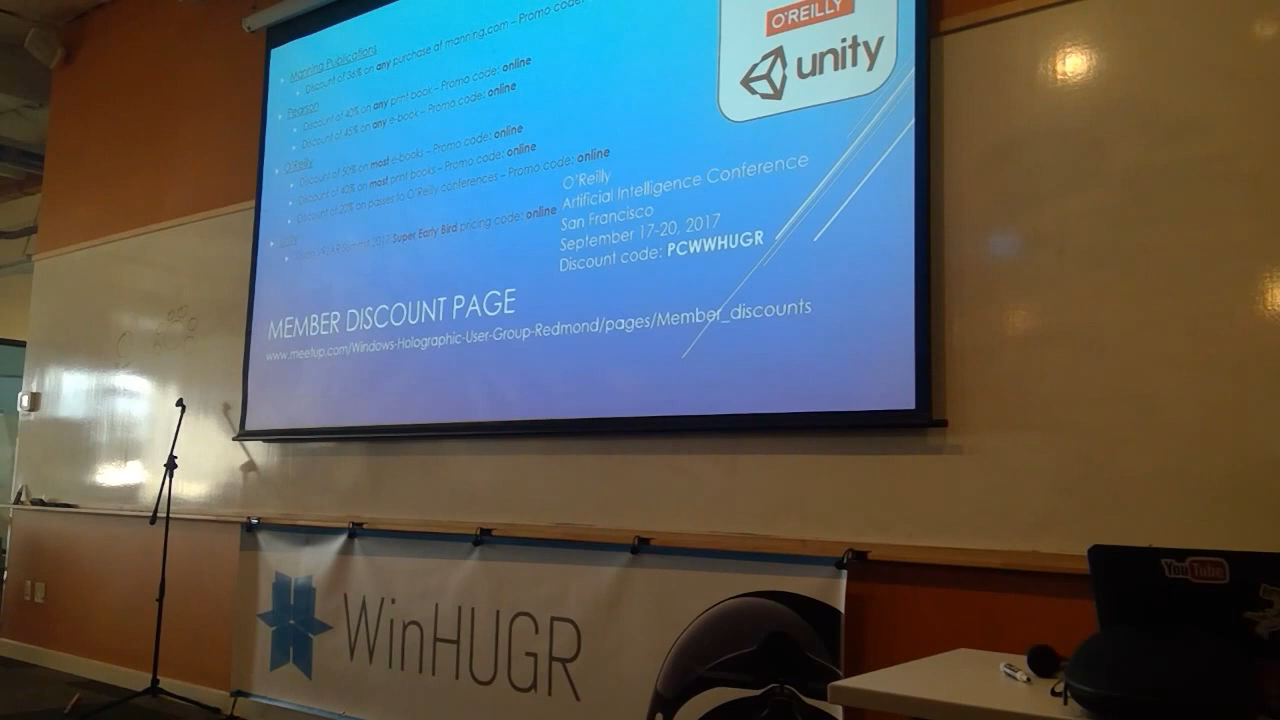 O'REILLY
unity
Manning Publications
Discount of 36% on any purchase at manning.com – Promo code:
Pearson
Discount of 40% on any print book – Promo code: online
Discount of 45% on any e-book – Promo code: online
O'Reilly
Discount of 50% on most e-books – Promo code: online
Discount of 40% on most print books – Promo code: online
Discount of 20% on passes to O'Reilly conferences – Promo code: online
Unity
2017 Super Early Bird pricing code: online
O'Reilly
Artificial Intelligence Conference
San Francisco
September 17-20, 2017
Discount code: PCWWHUGR
MEMBER DISCOUNT PAGE
www.meetup.com/Windows-Holographic-User-Group-Redmond/pages/Member_discounts
WinHUGR
YouTube